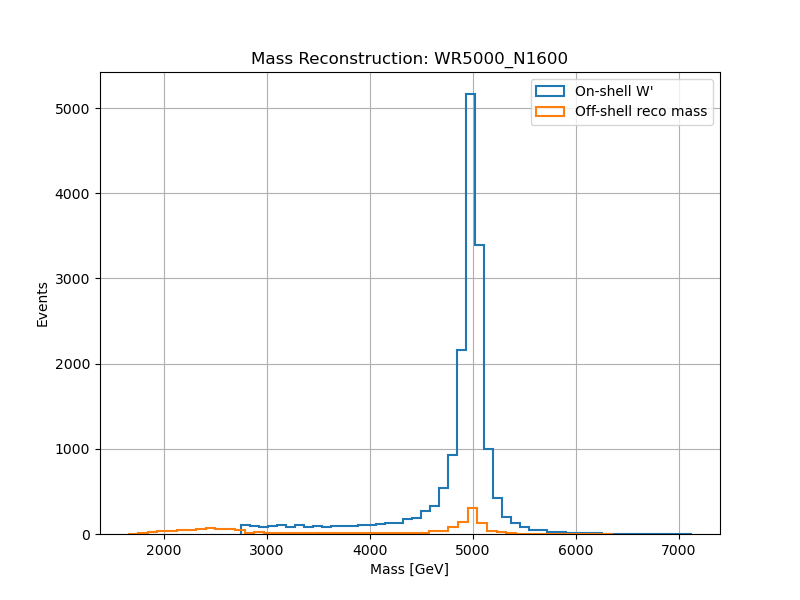 Mass Reconstruction: WR5000_N1600
On-shell W'
Off-shell reco mass
5000
4000
3000
2000
1000
0
Events
2000 3000 4000 5000 6000 7000
Mass [GeV]